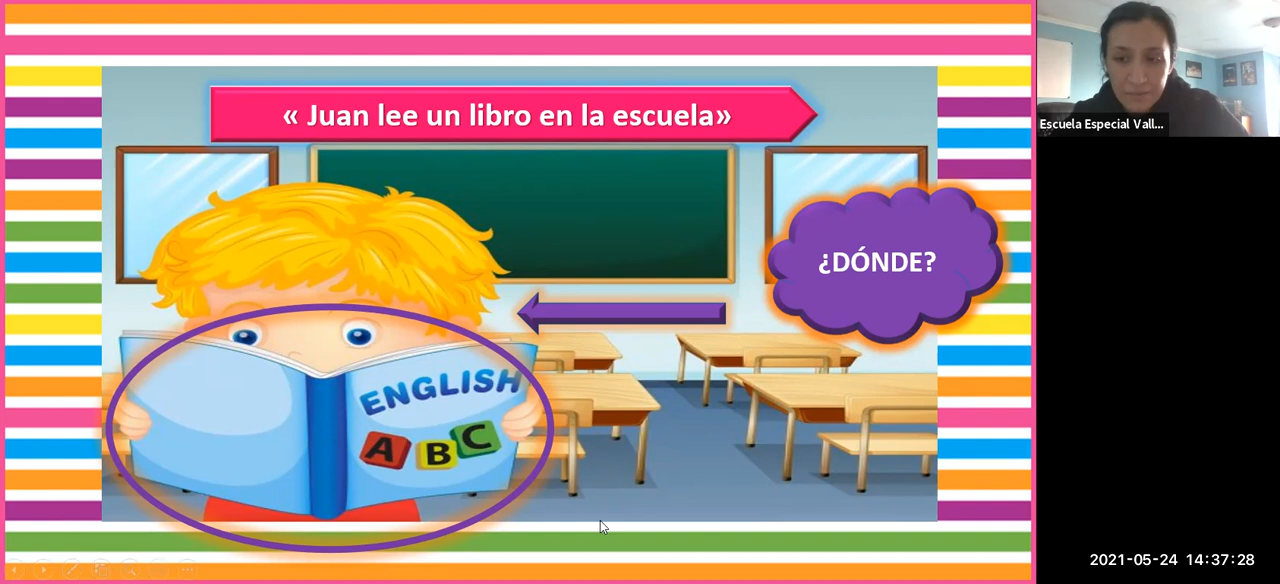 « Juan lee un libro en la escuela»
¿DÓNDE?
ENGLISH
A B C
Escuela Especial Vall...
2021-05-24 14:37:28